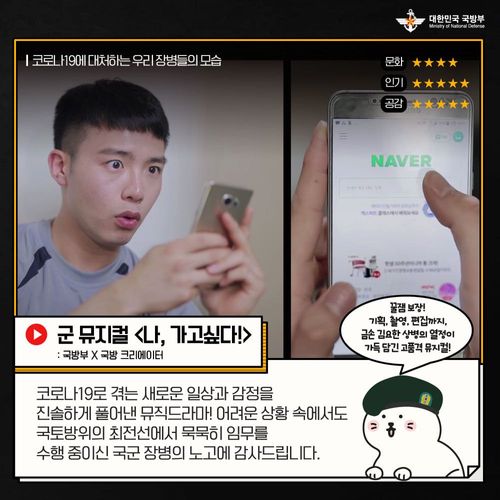 대한민국 국방부
Ministry of National Defense
코로나19에 대처하는 우리 장병들의 모습
문화 ★★★★
인기 ★★★★★
공감 ★★★★★
NAVER
군 뮤지컬 <나, 가고싶다!>
: 국방부 X 국방 크리에이터
꿀잼 보장!
기획, 촬영, 편집까지,
금손 김요한 상병의 열정이
가득 담긴 고품격 뮤지컬!
코로나19로 겪는 새로운 일상과 감정을
진솔하게 풀어낸 뮤직드라마! 어려운 상황 속에서도
국토방위의 최전선에서 묵묵히 임무를
수행 중이신 국군 장병의 노고에 감사드립니다.